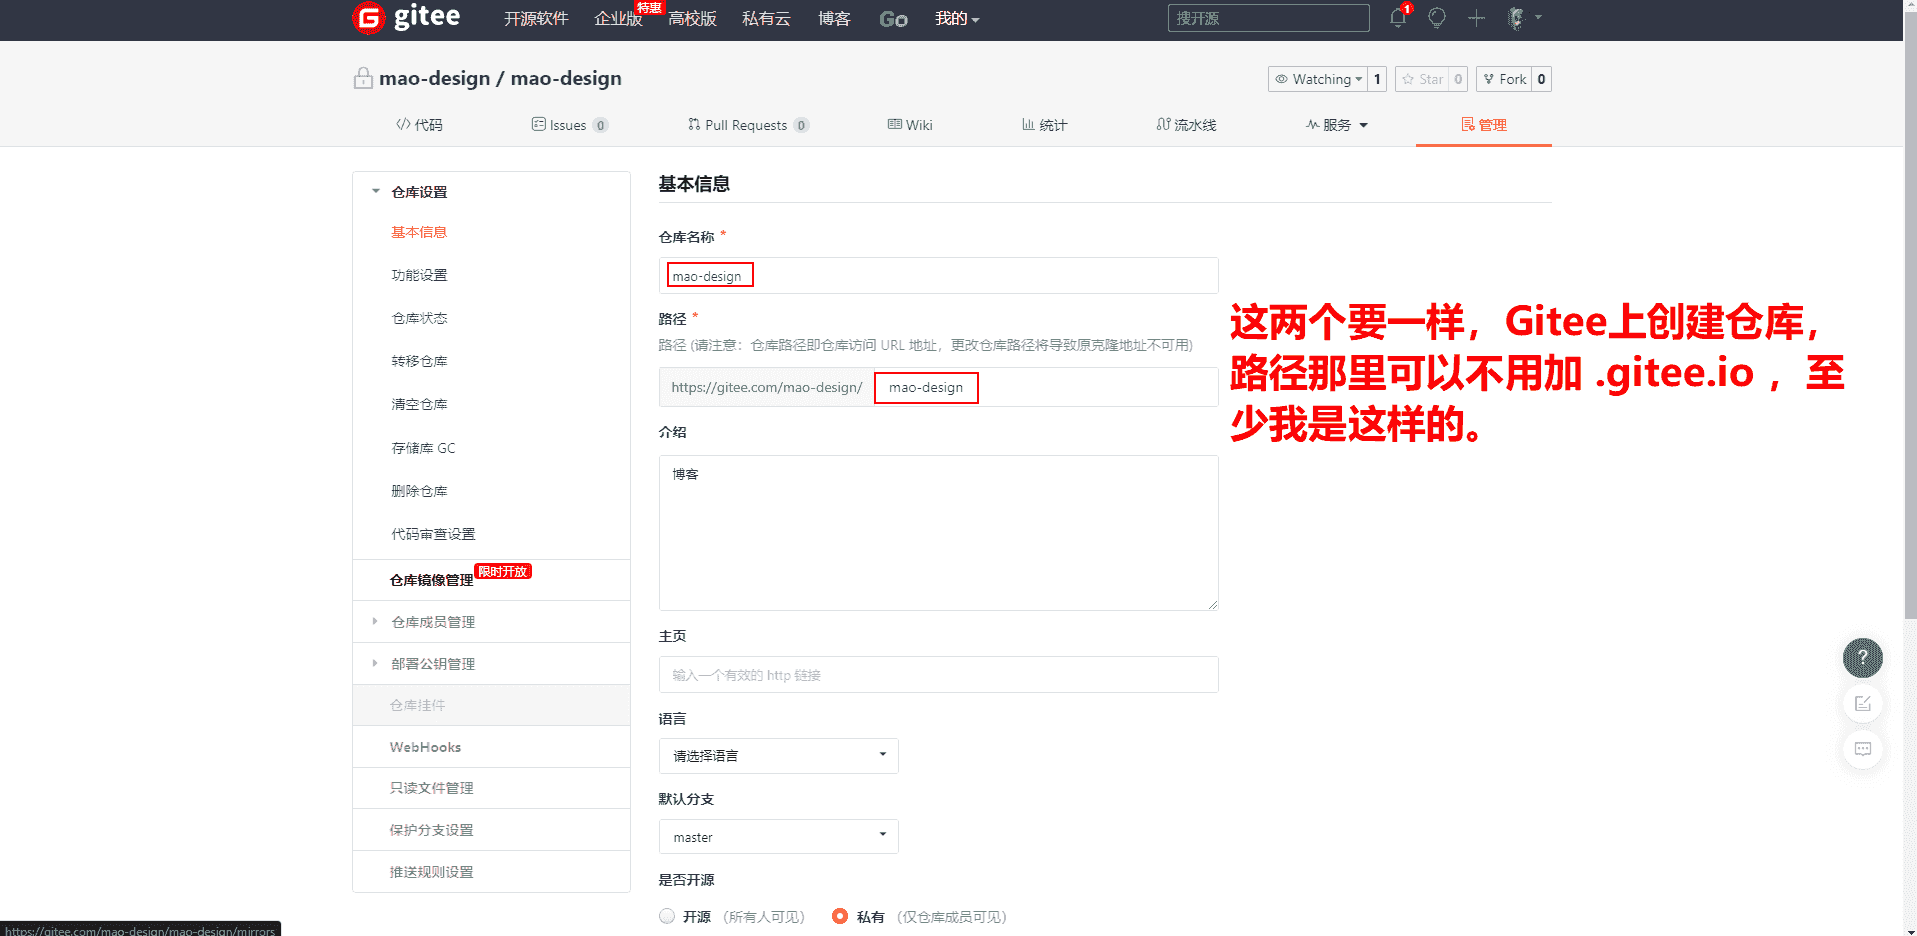 gitee 开源软件 企业版 特惠 高校版 私有云 博客 Go 我的 搜开源 1
mao-design / mao-design
Watching 1 Star 0 Fork 0
代码 Issues 0 Pull Requests 0 Wiki 统计 流水线 服务 管理
仓库设置
基本信息
功能设置
仓库状态
转移仓库
清空仓库
存储库 GC
删除仓库
代码审查设置
仓库镜像管理 限时开放
仓库成员管理
部署公钥管理
仓库挂件
WebHooks
只读文件管理
保护分支设置
推送规则设置
基本信息
仓库名称 *
mao-design
路径 *
路径 (请注意：仓库路径即仓库访问 URL 地址，更改仓库路径将导致原克隆地址不可用)
https://gitee.com/mao-design/ mao-design
介绍
博客
主页
输入一个有效的 http 链接
语言
请选择语言
默认分支
master
是否开源
开源 （所有人可见） 私有 （仅仓库成员可见）
这两个要一样，Gitee上创建仓库，
路径那里可以不用加 .gitee.io ，至
少我是这样的。
?
https://gitee.com/mao-design/mao-design/mirrors